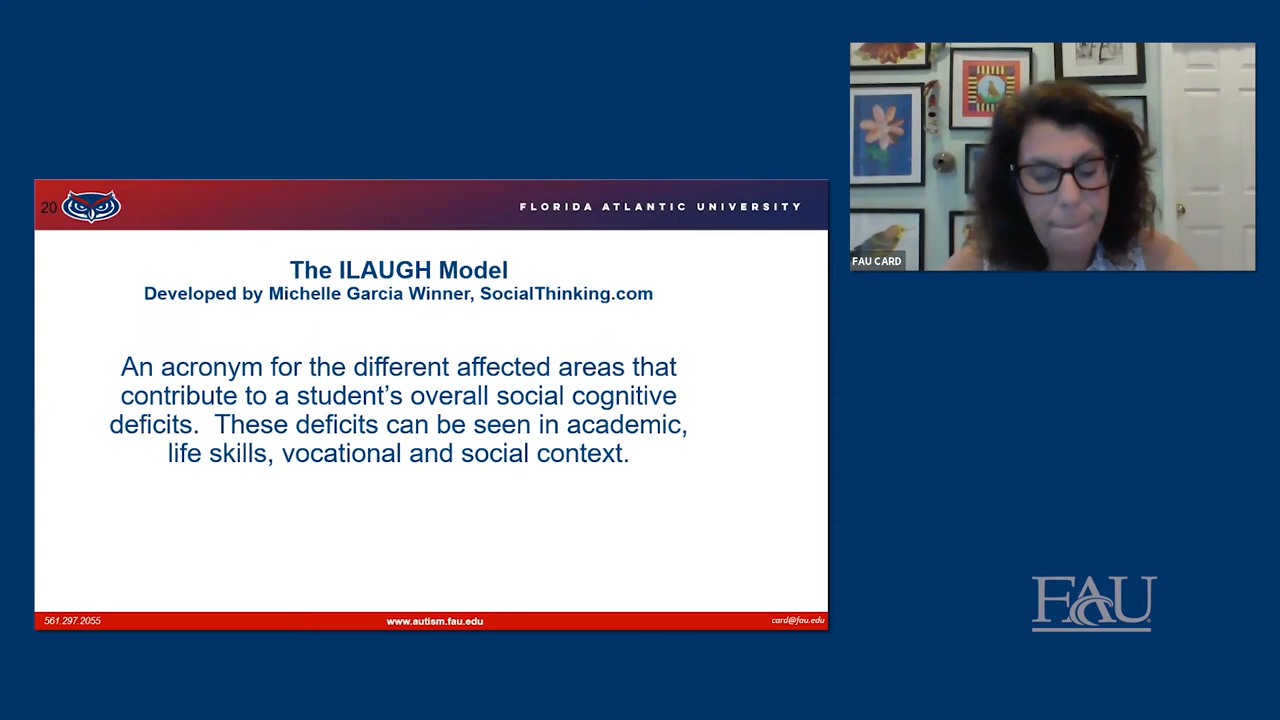 20
FLORIDA ATLANTIC UNIVERSITY
The ILAUGH Model
Developed by Michelle Garcia Winner, SocialThinking.com
An acronym for the different affected areas that
contribute to a student’s overall social cognitive
deficits.  These deficits can be seen in academic,
life skills, vocational and social context.
561.297.2055
www.autism.fau.edu
card@fau.edu
FAU CARD
FAU